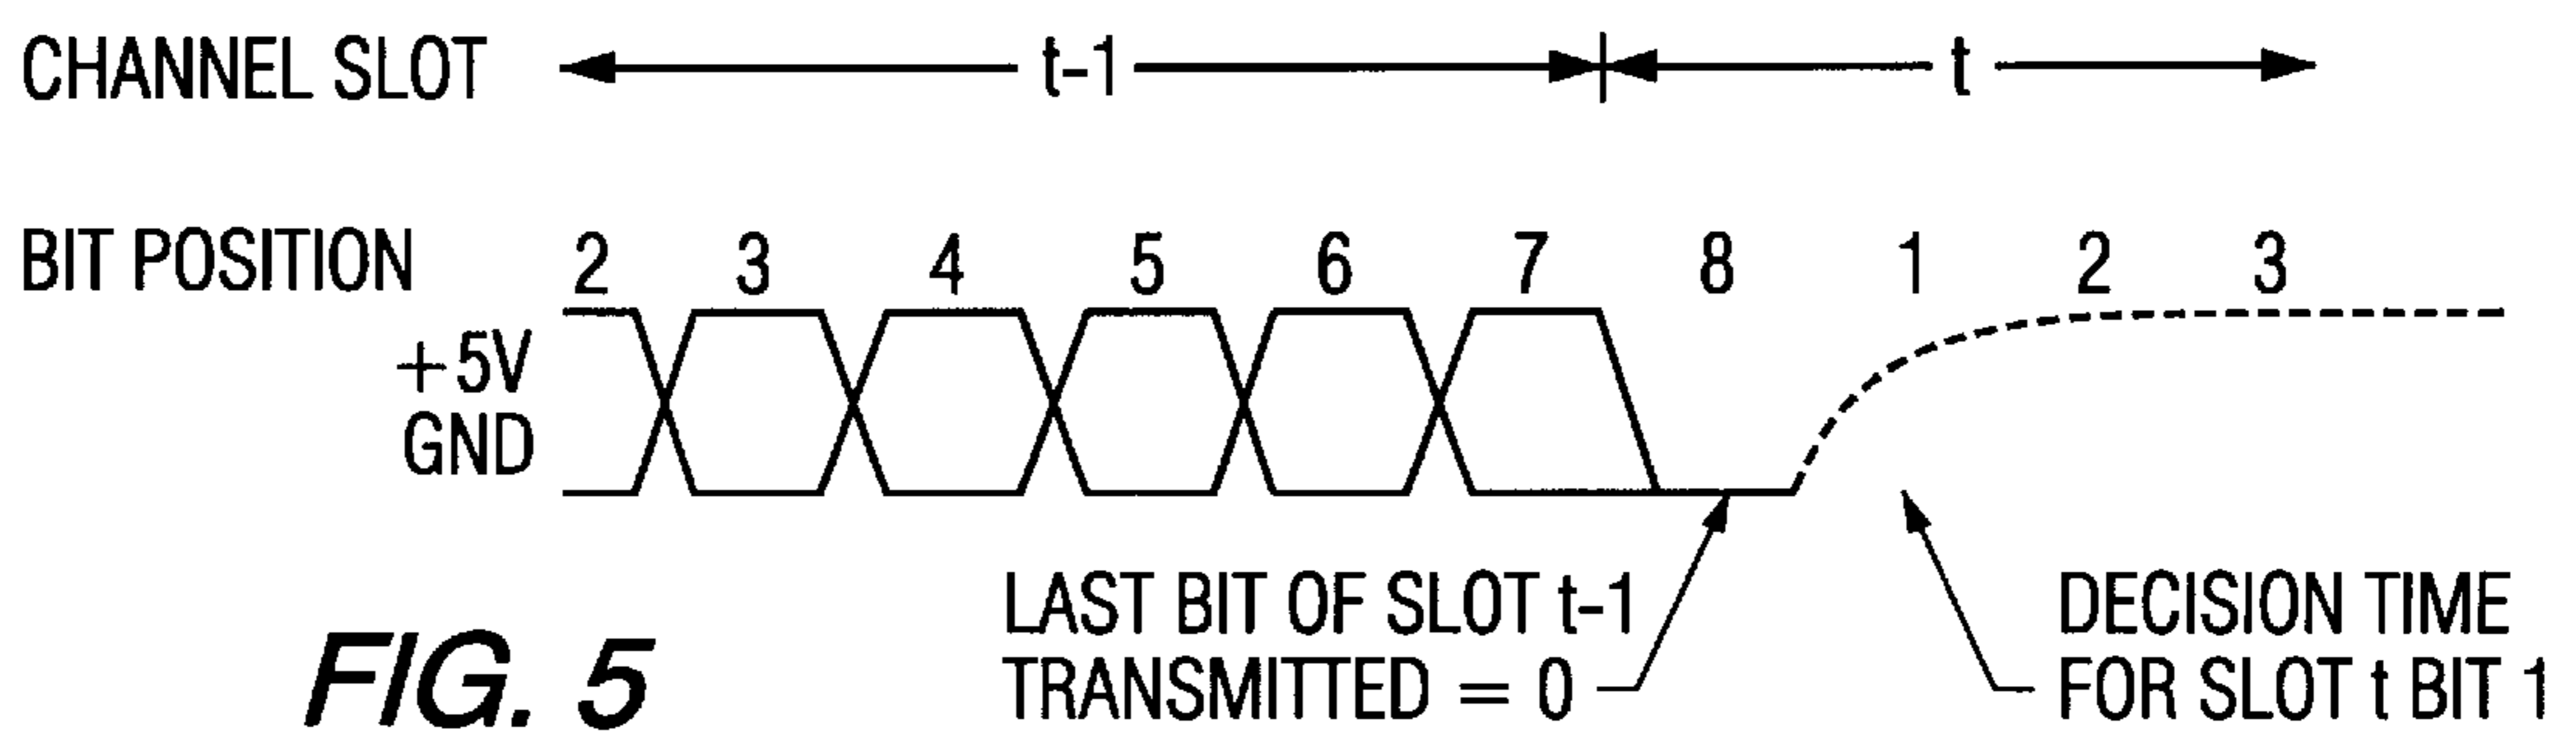 CHANNEL SLOT t-1 t
BIT POSITION 2 3 4 5 6 7 8 1 2 3
+5V
GND
LAST BIT OF SLOT t-1
TRANSMITTED = 0
DECISION TIME
FOR SLOT t BIT 1
FIG. 5